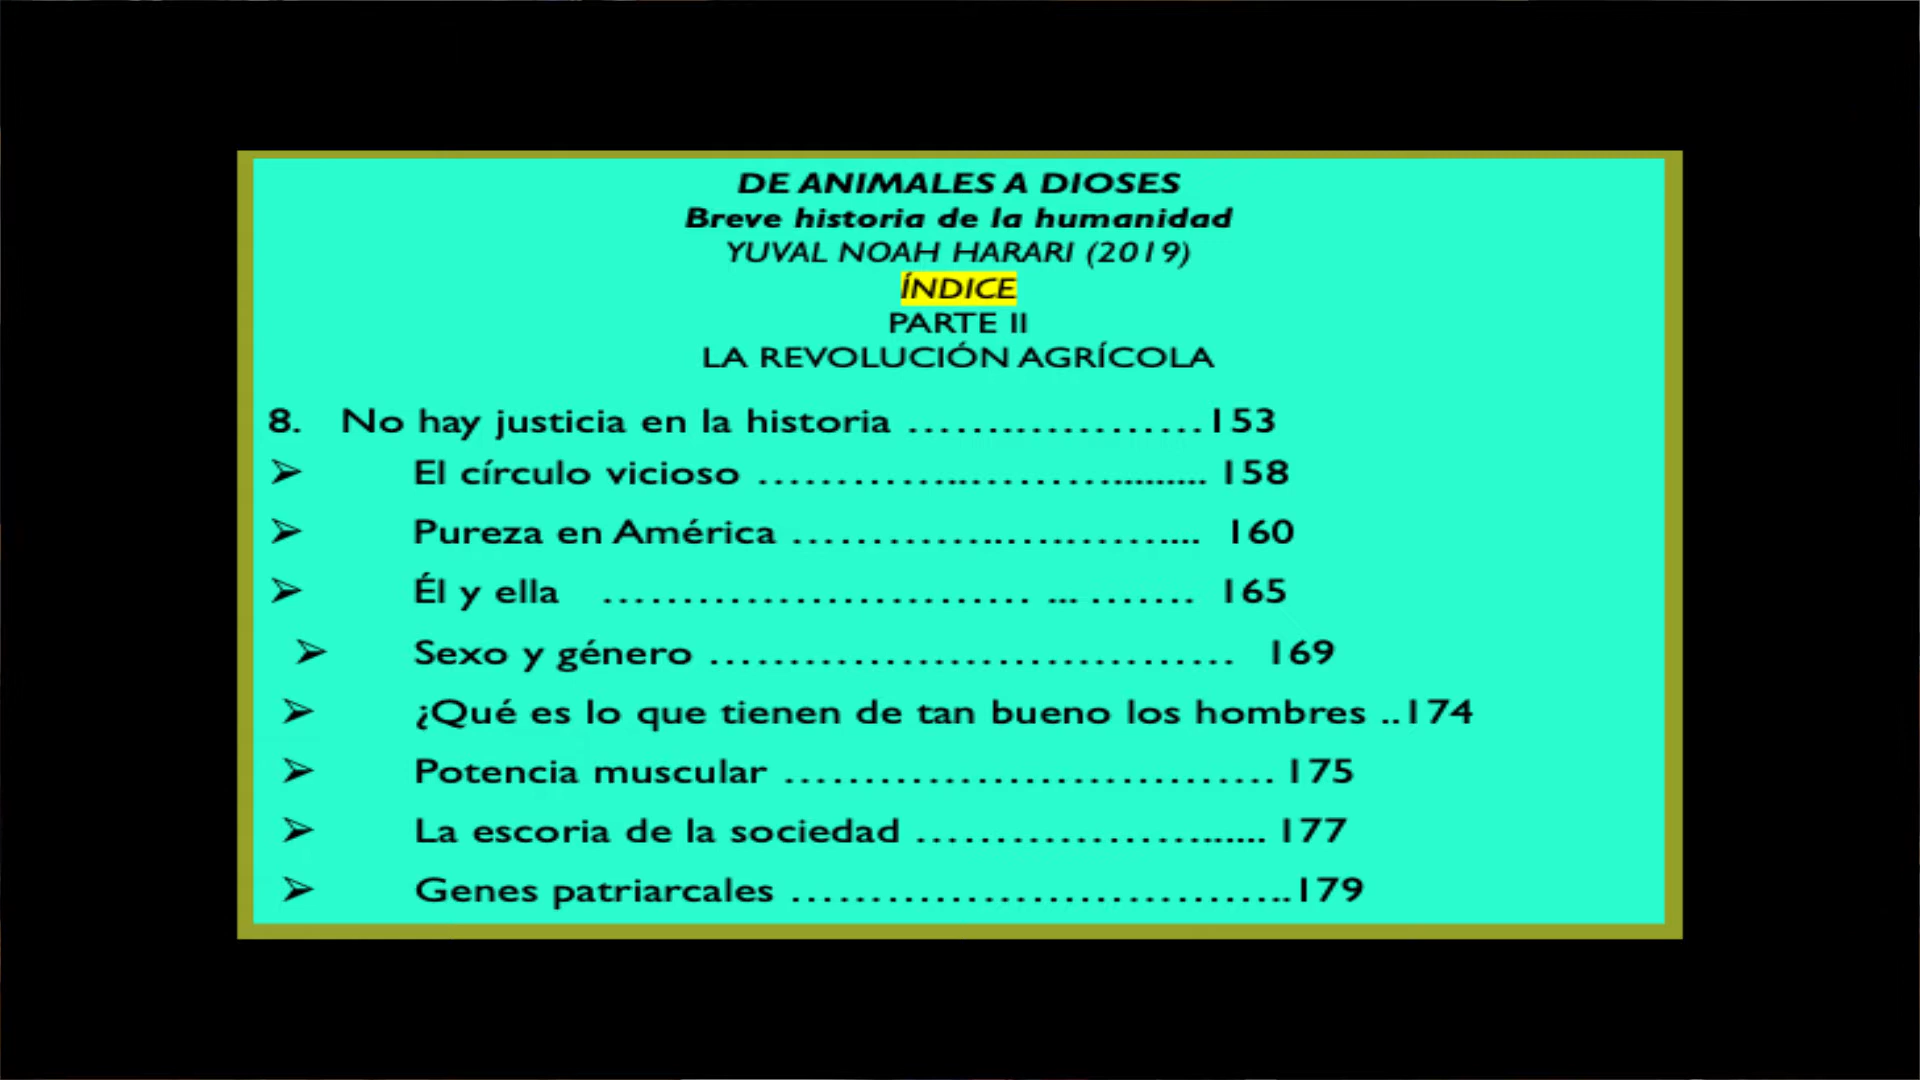 DE ANIMALES A DIOSES
Breve historia de la humanidad
YUVAL NOAH HARARI (2019)
ÍNDICE
PARTE II
LA REVOLUCIÓN AGRÍCOLA
8. No hay justicia en la historia ........................153
➢ El círculo vicioso ................................ 158
➢ Pureza en América ............................... 160
➢ Él y ella ........................... ... ....... 165
➢ Sexo y género ................................. 169
➢ ¿Qué es lo que tienen de tan bueno los hombres ..174
➢ Potencia muscular ............................... 175
➢ La escoria de la sociedad ........................ 177
➢ Genes patriarcales ................................179